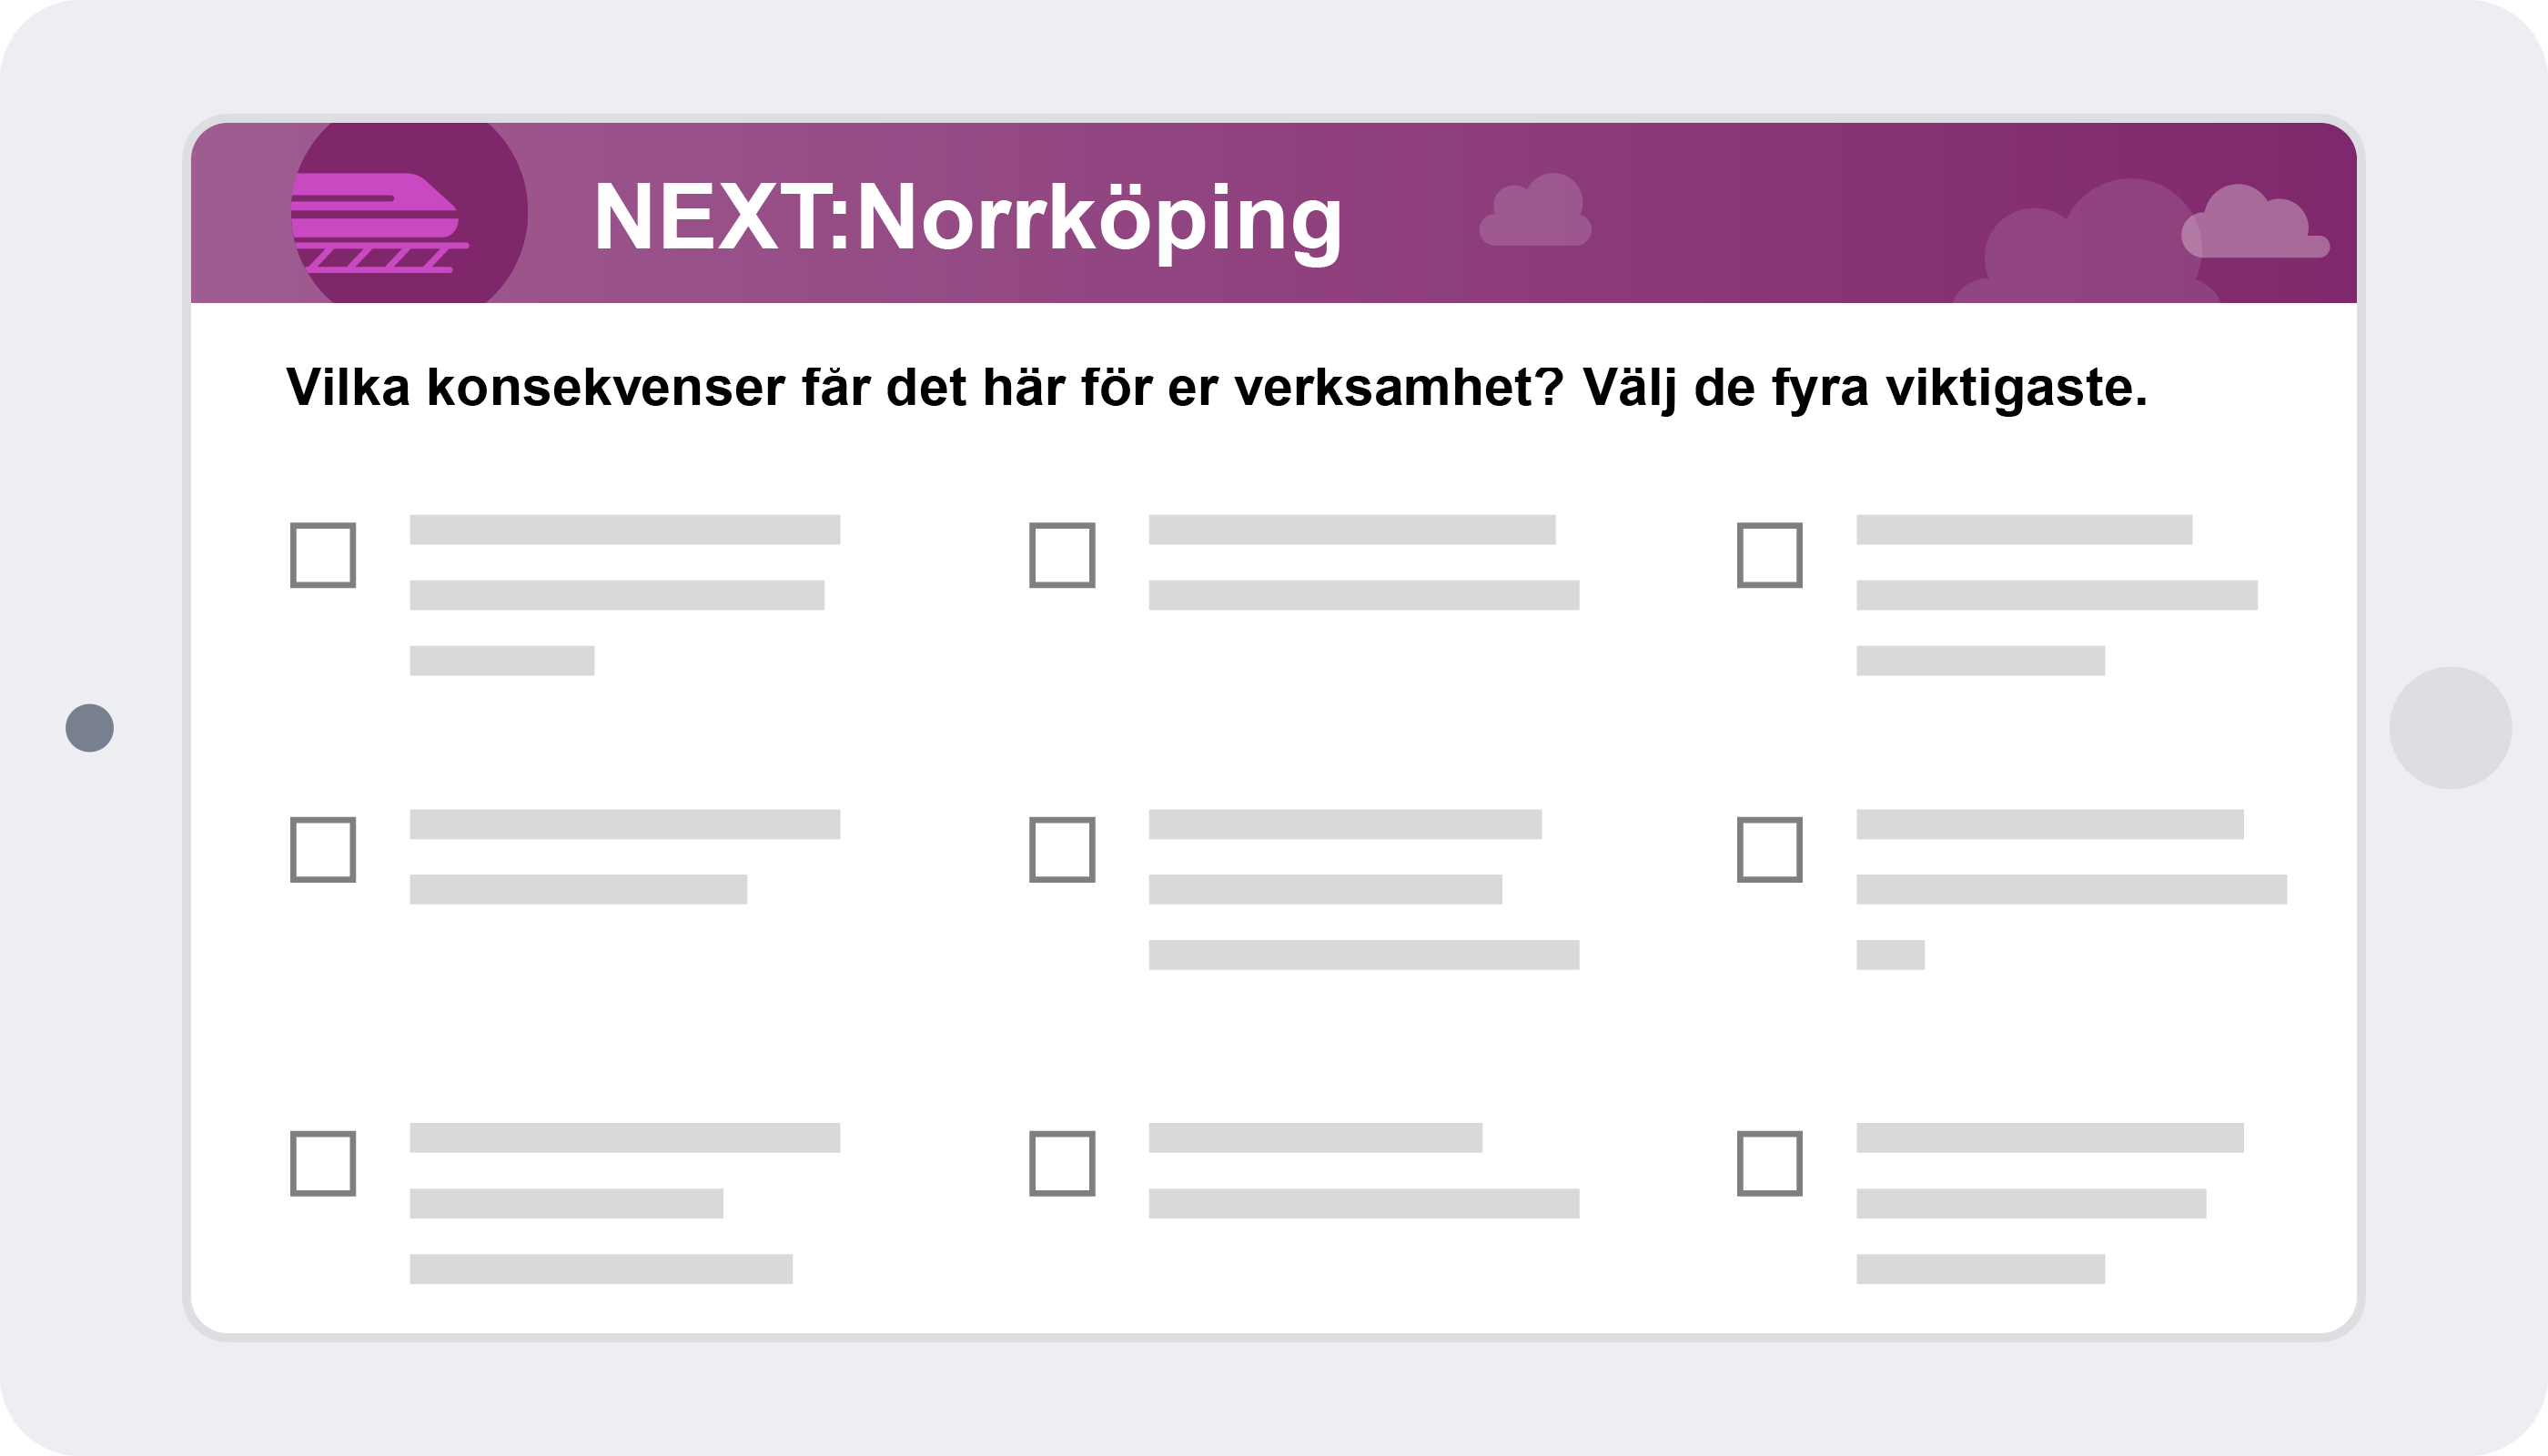 NEXT:Norrköping
Vilka konsekvenser får det här för er verksamhet? Välj de fyra viktigaste.